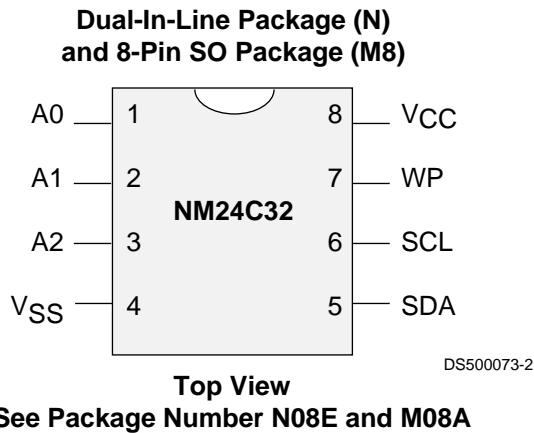 Dual-In-Line Package (N)
and 8-Pin SO Package (M8)
A0 1 8 VCC
A1 2 7 WP
NM24C32
A2 3 6 SCL
VSS 4 5 SDA
DS500073-2
Top View
See Package Number N08E and M08A